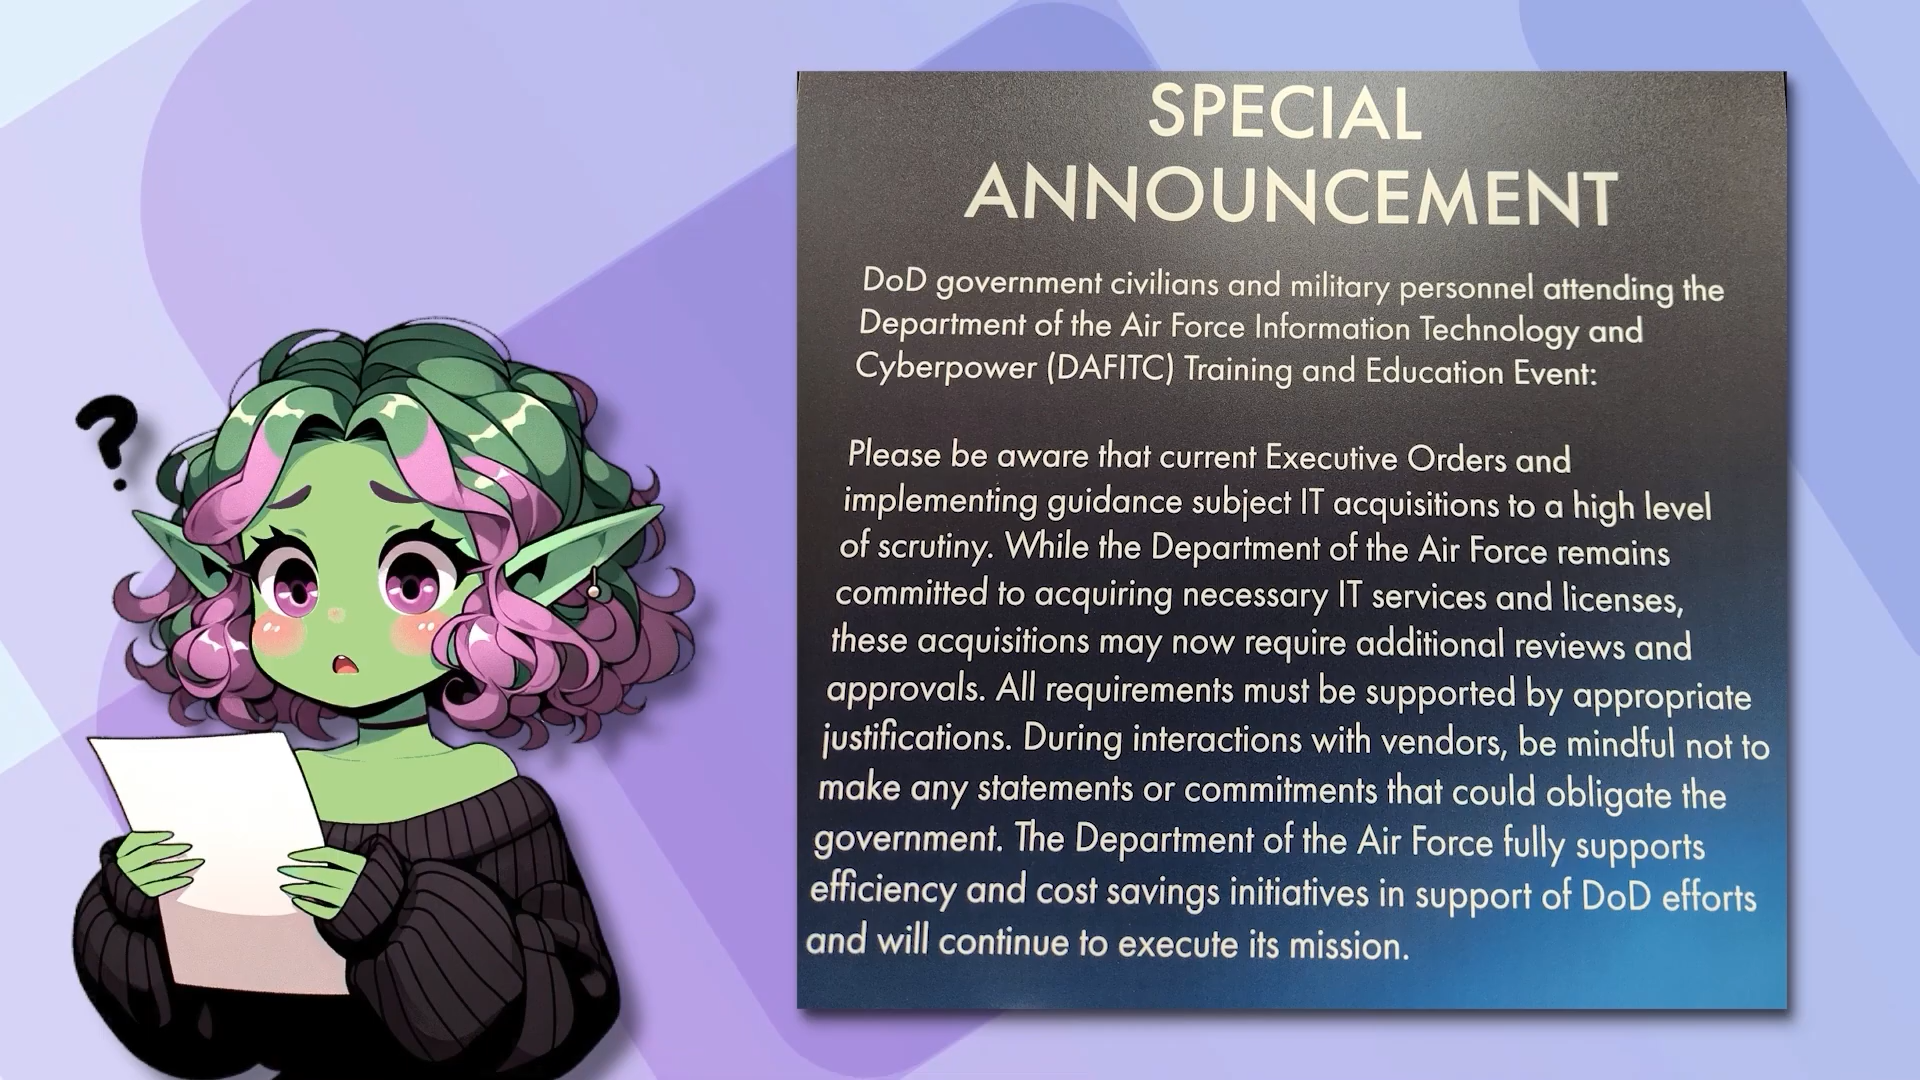 ?
SPECIAL
ANNOUNCEMENT
DoD government civilians and military personnel attending the
Department of the Air Force Information Technology and
Cyberpower (DAFITC) Training and Education Event:
Please be aware that current Executive Orders and
implementing guidance subject IT acquisitions to a high level
of scrutiny. While the Department of the Air Force remains
committed to acquiring necessary IT services and licenses,
these acquisitions may now require additional reviews and
approvals. All requirements must be supported by appropriate
justifications. During interactions with vendors, be mindful not to
make any statements or commitments that could obligate the
government. The Department of the Air Force fully supports
efficiency and cost savings initiatives in support of DoD efforts
and will continue to execute its mission.